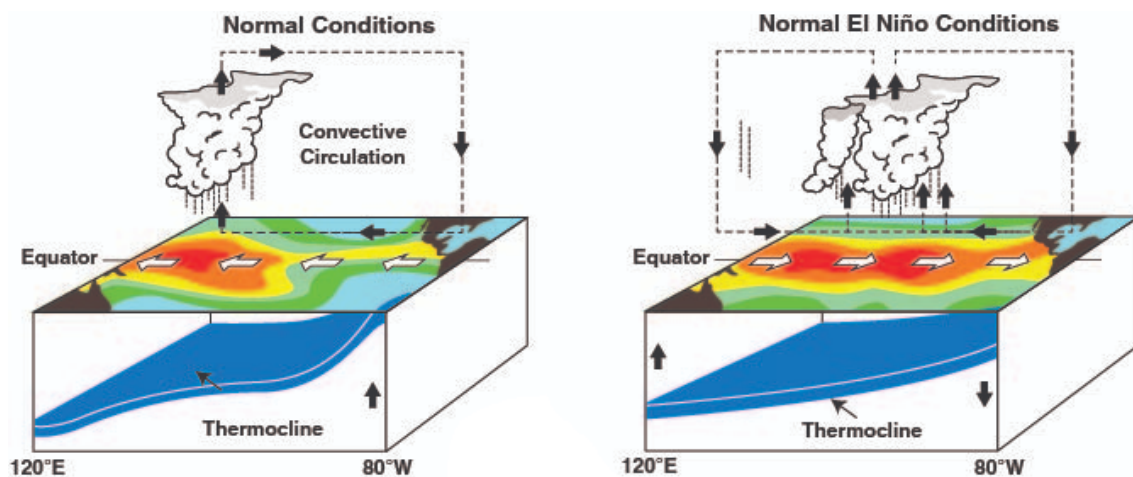 Normal Conditions
Convective
Circulation
Equator
Thermocline
120°E
80°W
Normal El Niño Conditions
Equator
Thermocline
120°E
80°W